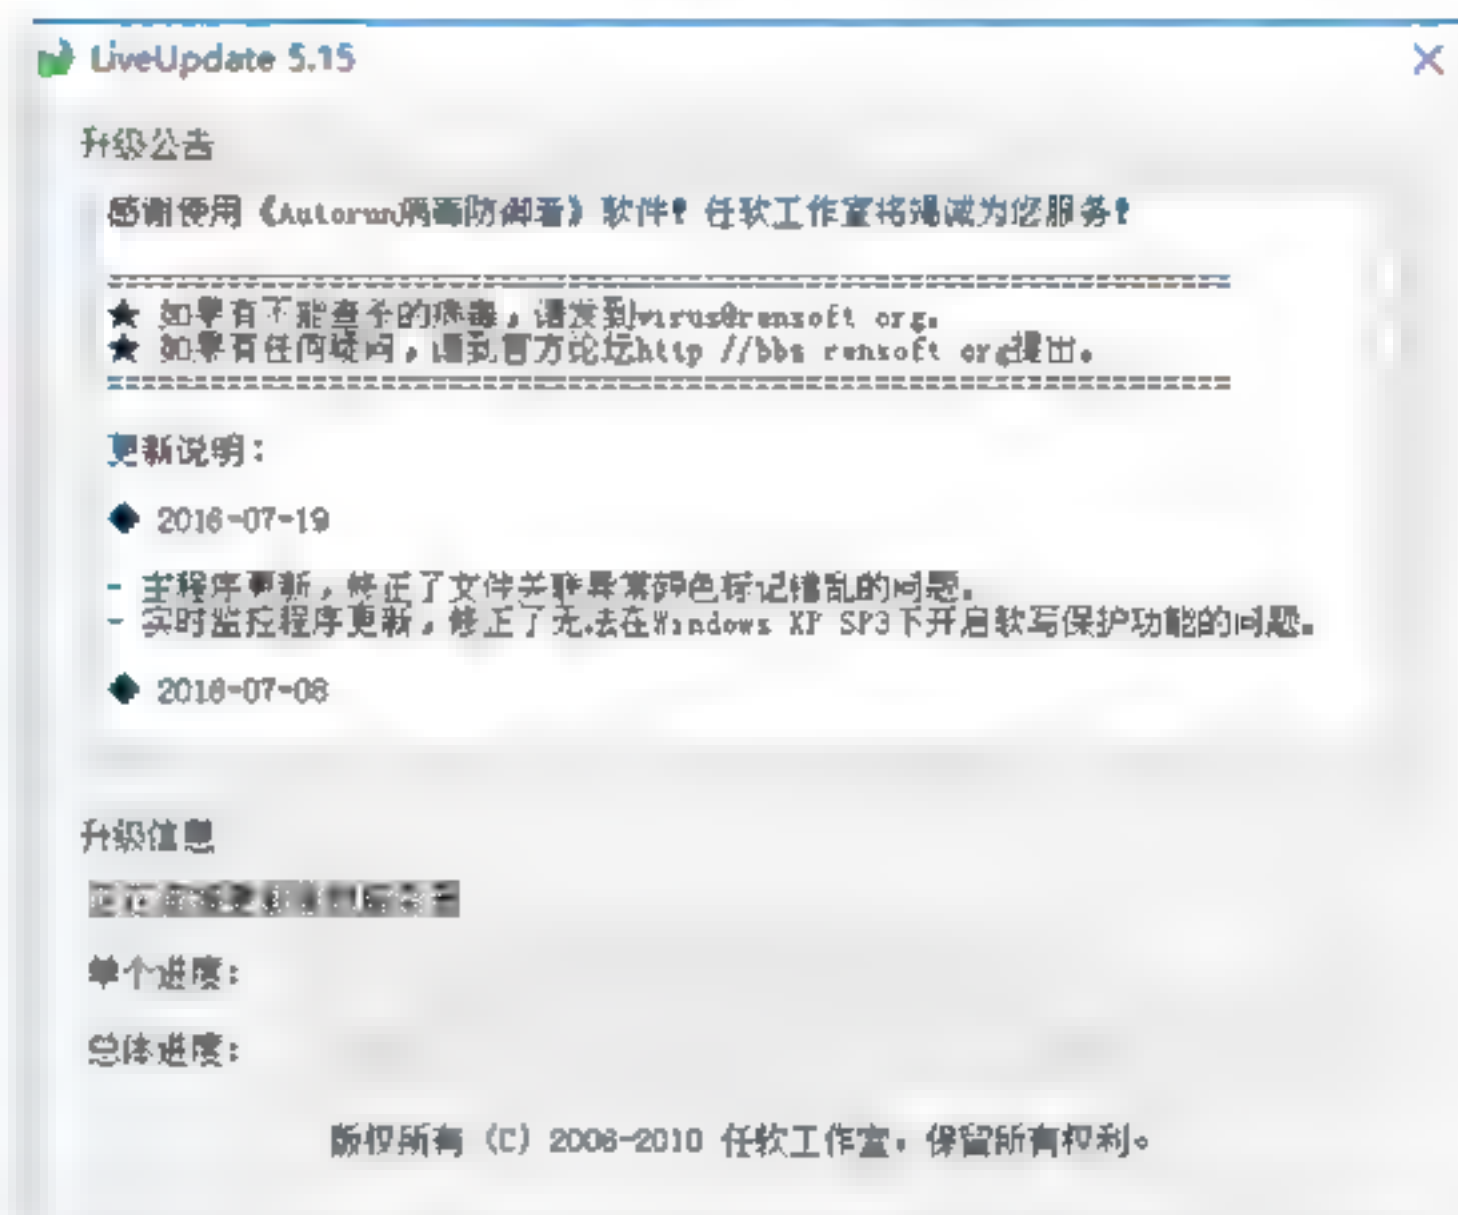 LiveUpdate 5.15
升级公告
感谢使用《Autorun病毒防御者》软件！任软工作室将竭诚为您服务！
★ 如果有不能查杀的病毒，请发到virus@rensoft.org。
★ 如果有任何疑问，请到官方论坛http://bbs.rensoft.org提出。
更新说明：
◆ 2016-07-19
- 主程序更新，修正了文件关联异常颜色标记错乱的问题。
- 实时监控程序更新，修正了无法在Windows XP SP3下开启软写保护功能的问题。
◆ 2016-07-08
升级信息
单个进度：
总体进度：
版权所有 (C) 2006-2010 任软工作室，保留所有权利。